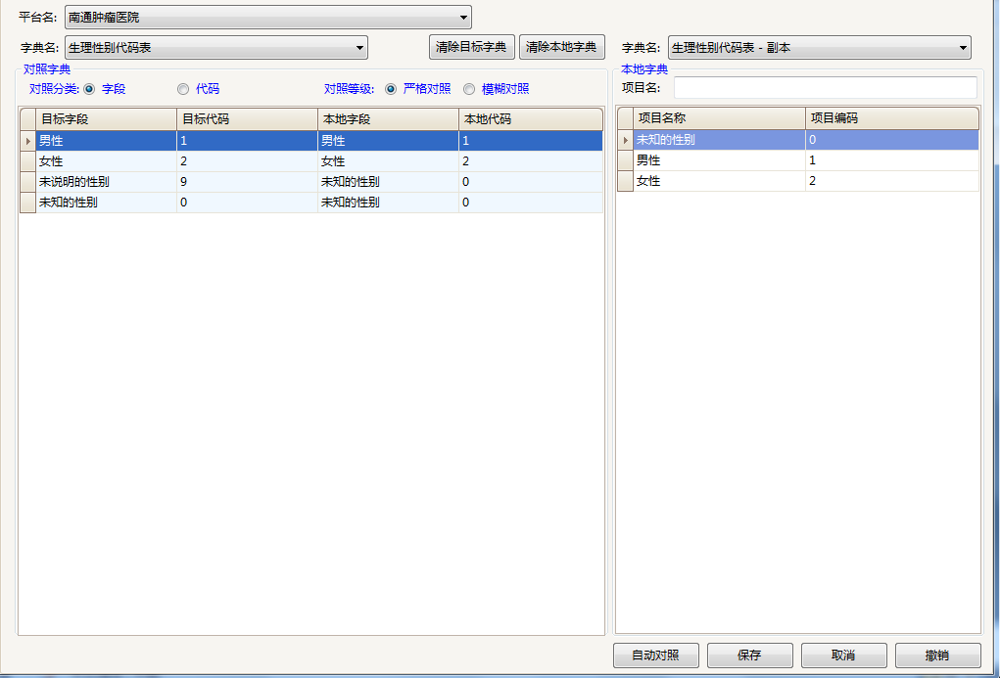 平台名: 南通肿瘤医院
字典名: 生理性别代码表 清除目标字典 清除本地字典 字典名: 生理性别代码表 - 副本
对照字典 本地字典
对照分类: 字段 代码 对照等级: 严格对照 模糊对照 项目名:
目标字段 目标代码 本地字段 本地代码
男性 1 男性 1
女性 2 女性 2
未说明的性别 9 未知的性别 0
未知的性别 0 未知的性别 0
项目名称 项目编码
未知的性别 0
男性 1
女性 2
自动对照 保存 取消 撤销